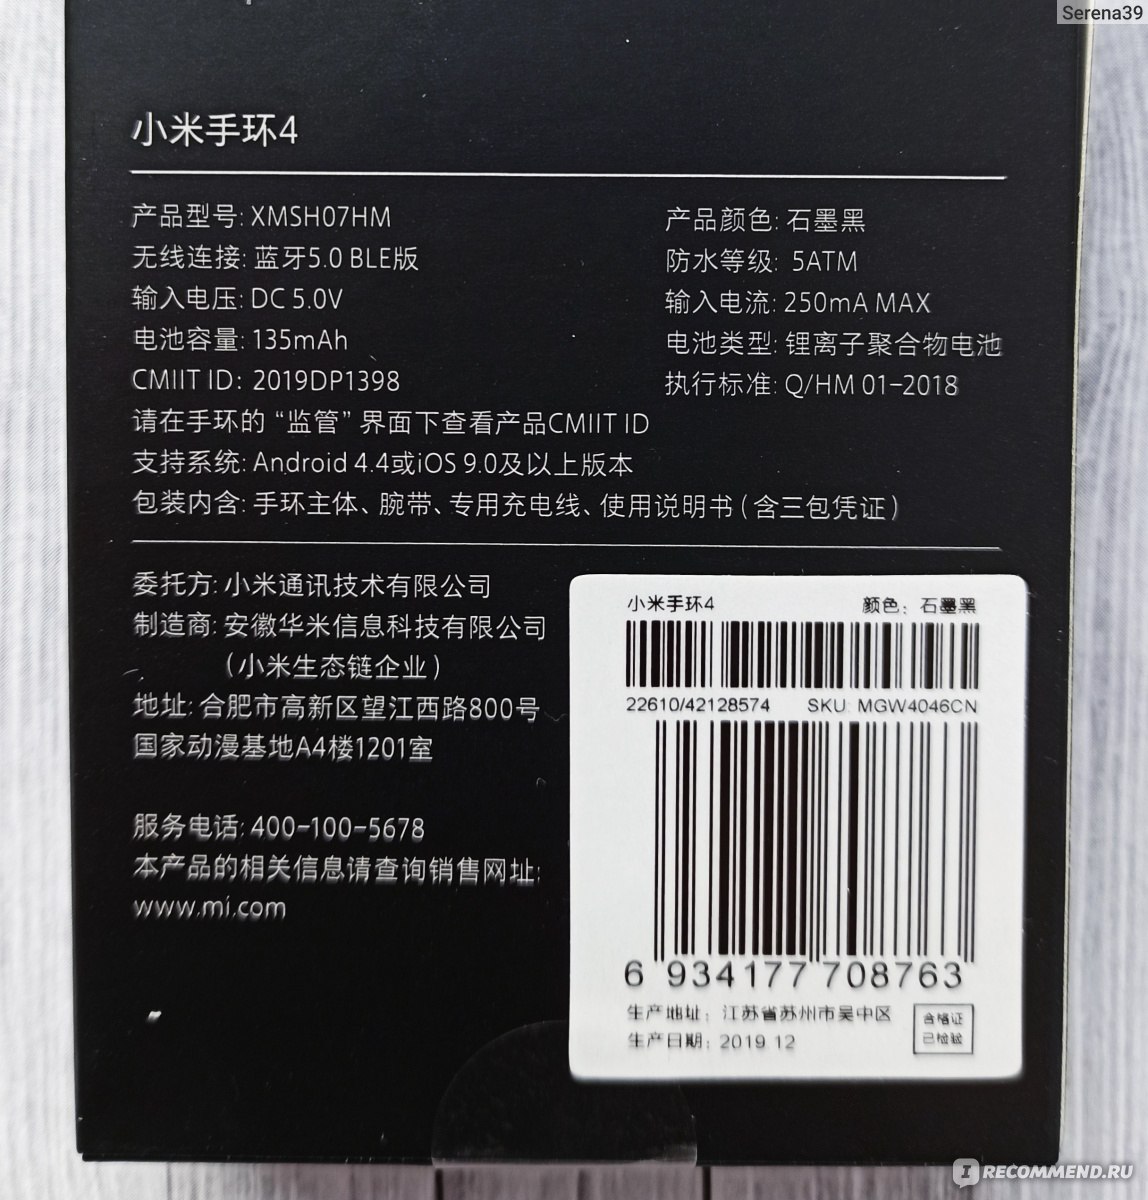 Serena39
小米手环4
产品型号: XMSH07HM
产品颜色: 石墨黑
无线连接: 蓝牙5.0 BLE版
防水等级: 5ATM
输入电压: DC 5.0V
输入电流: 250mA MAX
电池容量: 135mAh
电池类型: 锂离子聚合物电池
CMIIT ID: 2019DP1398
执行标准: Q/HM 01-2018
请在手环的“监管”界面下查看产品CMIIT ID
支持系统: Android 4.4或iOS 9.0及以上版本
包装内含: 手环主体、腕带、专用充电线、使用说明书(含三包凭证)
委托方: 小米通讯技术有限公司
制造商: 安徽华米信息科技有限公司
(小米生态链企业)
地址: 合肥市高新区望江西路800号
国家动漫基地A4楼1201室
服务电话: 400-100-5678
本产品的相关信息请查询销售网址:
www.mi.com
小米手环4 颜色: 石墨黑
22610/42128574 SKU: MGW4046CN
6 934177 708763
生产地址: 江苏省苏州市吴中区
生产日期: 2019 12
合格证
已检验
IRECOMMEND.RU